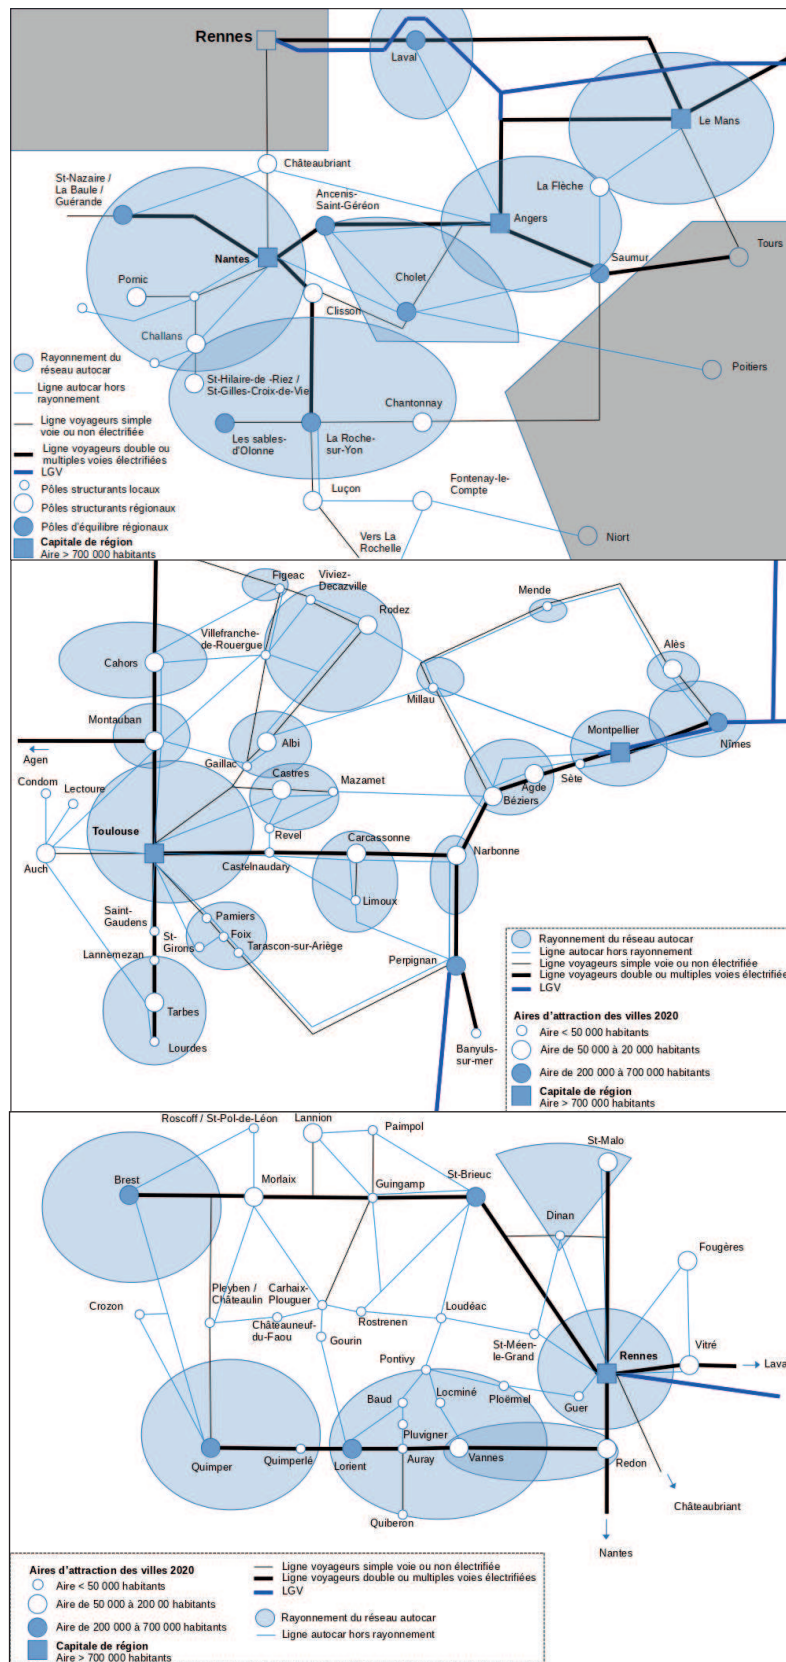 Rennes
Laval
Le Mans
Châteaubriant
St-Nazaire /
La Baule /
Guérande
Ancenis-
Saint-Géréon
La Flèche
Angers
Nantes
Saumur
Tours
Cholet
Pornic
Clisson
Challans
Poitiers
St-Hilaire-de -Riez /
St-Gilles-Croix-de-Vie
Chantonnay
Les sables-
d'Olonne
La Roche-
sur-Yon
Luçon
Fontenay-le-
Compte
Vers La
Rochelle
Niort
Rayonnement du
réseau autocar
Ligne autocar hors
rayonnement
Ligne voyageurs simple
voie ou non électrifiée
Ligne voyageurs double ou
multiples voies électrifiées
LGV
Pôles structurants locaux
Pôles structurants régionaux
Pôles d'équilibre régionaux
Capitale de région
Aire > 700 000 habitants
Figeac
Viviez-
Decazville
Rodez
Mende
Villefranche-
de-Rouergue
Alès
Cahors
Millau
Montauban
Montpellier
Nîmes
Agen
Albi
Gaillac
Castres
Mazamet
Sète
Agde
Béziers
Condom
Lectoure
Toulouse
Revel
Carcassonne
Auch
Castelnaudary
Narbonne
Limoux
Saint-
Gaudens
Pamiers
Foix
St-
Girons
Tarascon-sur-Ariège
Lannemezan
Perpignan
Tarbes
Lourdes
Banyuls-
sur-mer
Rayonnement du réseau autocar
Ligne autocar hors rayonnement
Ligne voyageurs simple voie ou non électrifiée
Ligne voyageurs double ou multiples voies électrifiées
LGV
Aires d'attraction des villes 2020
Aire < 50 000 habitants
Aire de 50 000 à 20 000 habitants
Aire de 200 000 à 700 000 habitants
Capitale de région
Aire > 700 000 habitants
Roscoff / St-Pol-de-Léon
Lannion
Paimpol
St-Malo
Brest
Morlaix
Guingamp
St-Brieuc
Dinan
Fougères
Crozon
Pleyben /
Châteaulin
Carhaix-
Plouguer
Châteauneuf-
du-Faou
Rostrenen
Loudéac
Gourin
St-Méen-
le-Grand
Rennes
Vitré
Laval
Pontivy
Baud
Locminé
Ploërmel
Guer
Pluvigner
Quimper
Quimperlé
Lorient
Auray
Vannes
Redon
Quiberon
Châteaubriant
Nantes
Aires d'attraction des villes 2020
Aire < 50 000 habitants
Aire de 50 000 à 200 00 habitants
Aire de 200 000 à 700 000 habitants
Capitale de région
Aire > 700 000 habitants
Ligne voyageurs simple voie ou non électrifiée
Ligne voyageurs double ou multiples voies électrifiées
LGV
Rayonnement du réseau autocar
Ligne autocar hors rayonnement